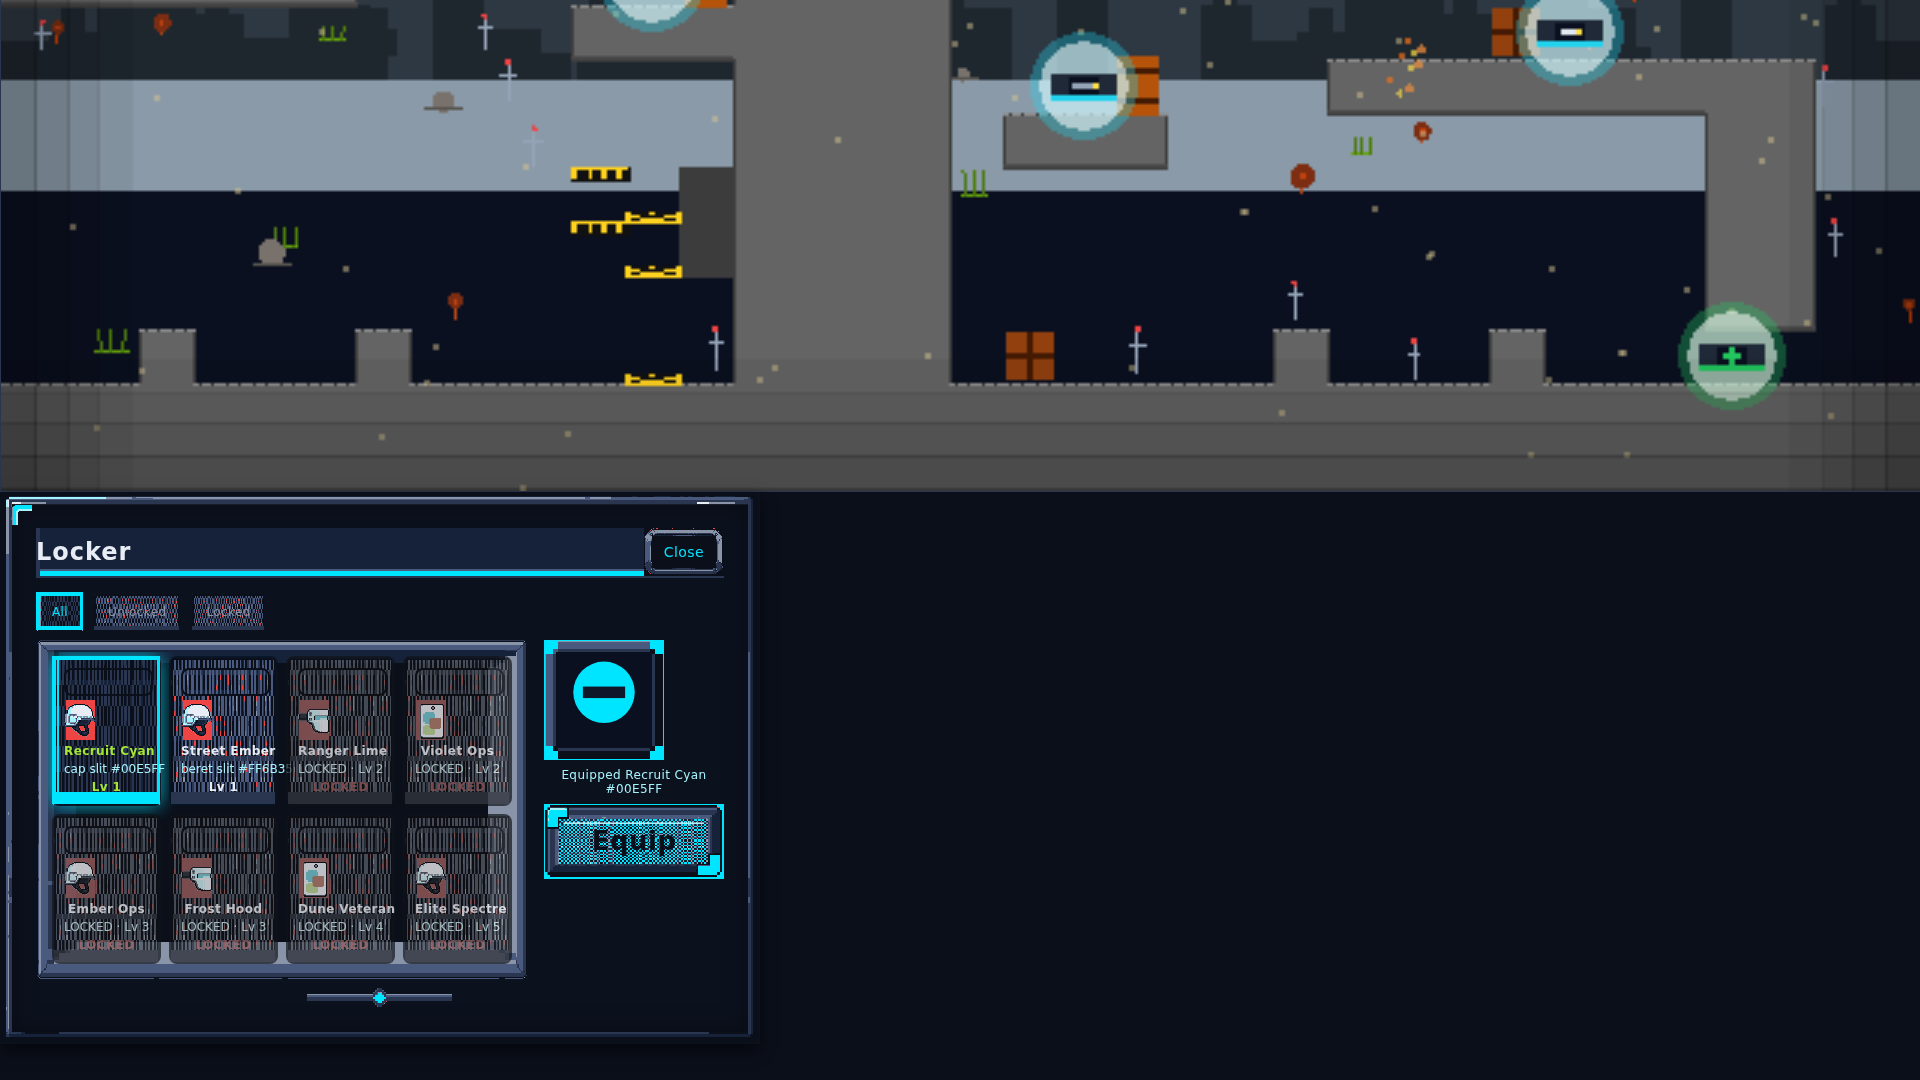 Locker
Close
All
Unlocked
Locked
Recruit Cyan
cap slit #00E5FF
Lv 1
Street Ember
beret slit #FF6B35
Lv 1
Ranger Lime
LOCKED · Lv 2
LOCKED
Violet Ops
LOCKED · Lv 2
LOCKED
Ember Ops
LOCKED · Lv 3
LOCKED
Frost Hood
LOCKED · Lv 3
LOCKED
Dune Veteran
LOCKED · Lv 4
LOCKED
Elite Spectre
LOCKED · Lv 5
LOCKED
Equipped Recruit Cyan
#00E5FF
Equip